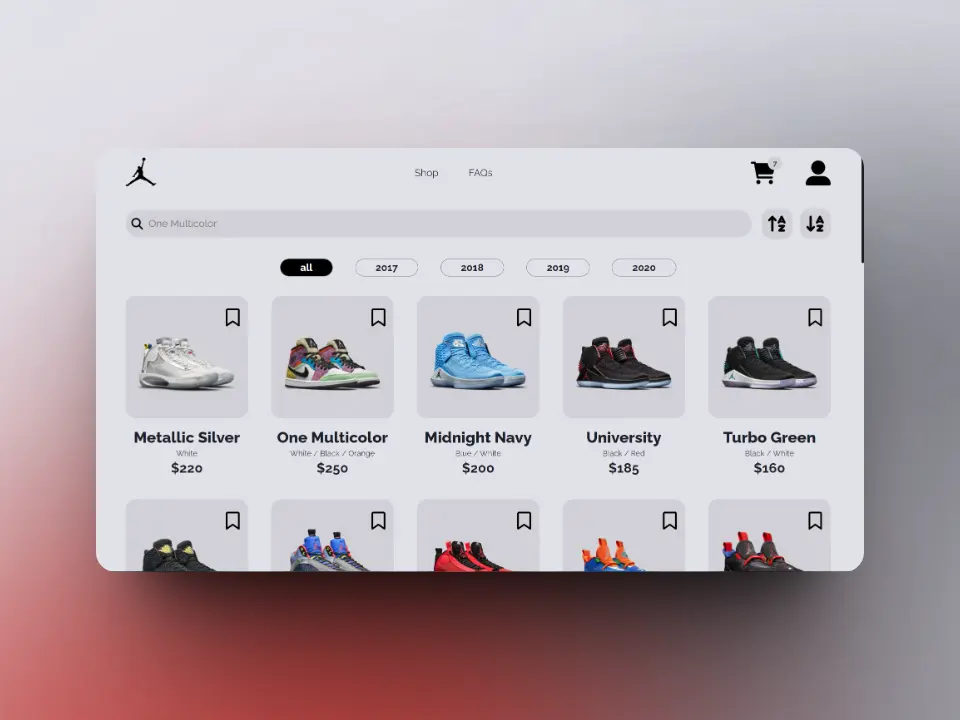 Shop FAQs
7
One Multicolor
all 2017 2018 2019 2020
Metallic Silver One Multicolor Midnight Navy University Turbo Green
White White / Black / Orange Blue / White Black / Red Black / White
$220 $250 $200 $185 $160